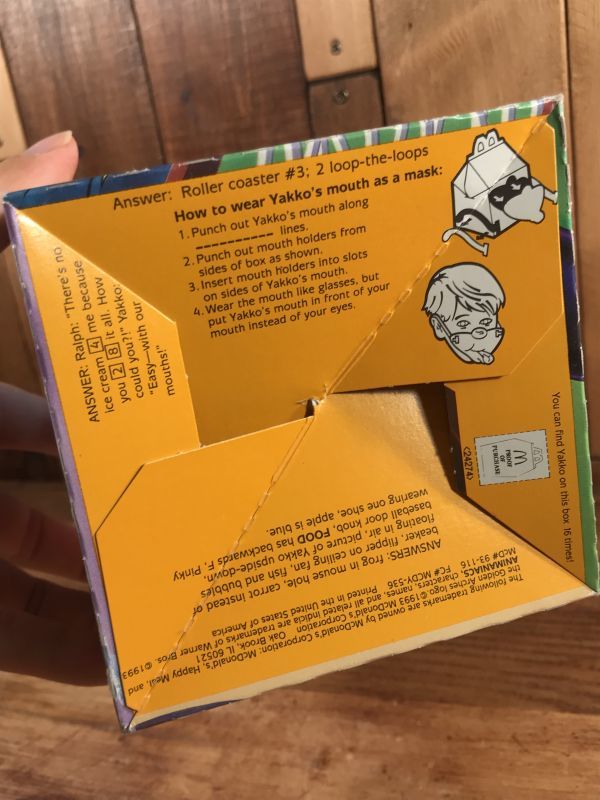 Answer: Roller coaster #3; 2 loop-the-loops
How to wear Yakko's mouth as a mask:
1. Punch out Yakko's mouth along
---------- lines.
2. Punch out mouth holders from
sides of box as shown.
3. Insert mouth holders into slots
on sides of Yakko's mouth.
4. Wear the mouth like glasses, but
put Yakko's mouth in front of your
mouth instead of your eyes.
ANSWER: Ralph: "There's no
ice cream 4 me because
you 2 8 it all. How
could you?!" Yakko:
"Easy—with our
mouths!"
You can find Yakko on this box 16 times!
PROOF
OF
PURCHASE
<24274>
ANSWERS: frog in mouse hole, carrot instead of
beaker, flipper on ceiling fan, fish and bubbles
floating in air, picture of Yakko upside-down,
baseball door knob, FOOD has backwards F, Pinky
wearing one shoe, apple is blue.
The following trademarks are owned by McDonald's Corporation: McDonald's, Happy Meal, and
the Golden Arches logo ©1993 McDonald's Corporation Oak Brook, IL 60521
ANIMANIACS, characters, names, and all related indicia are trademarks of Warner Bros. ©1993
McD# 93-116 FC# MCDY-536 Printed in the United States of America